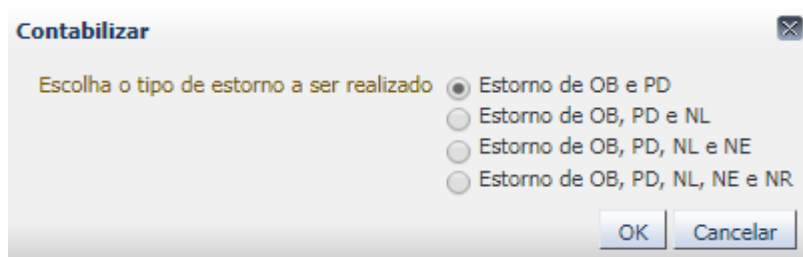 Contabilizar
Escolha o tipo de estorno a ser realizado Estorno de OB e PD
Estorno de OB, PD e NL
Estorno de OB, PD, NL e NE
Estorno de OB, PD, NL, NE e NR
OK Cancelar